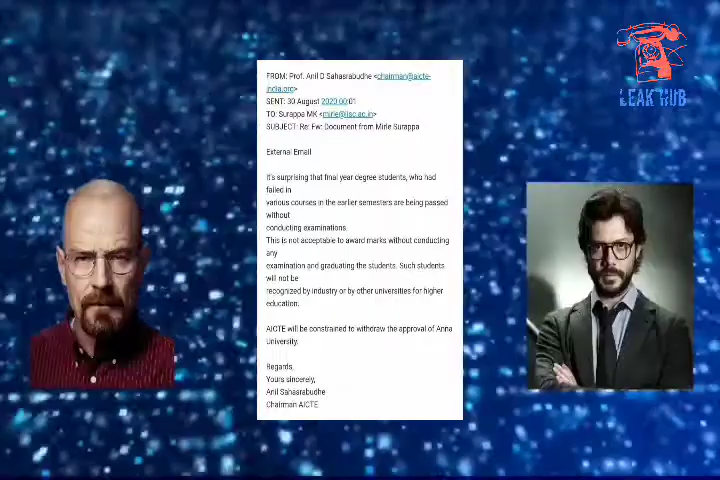 LEAK HUB
FROM: Prof. Anil D Sahasrabudhe <chairman@aicte-
india.org>
SENT: 30 August 2020 00:01
TO: Surappa MK <mirle@iisc.ac.in>
SUBJECT: Re: Fw: Document from Mirle Surappa
External Email
It's surprising that final year degree students, who had
failed in
various courses in the earlier semesters are being passed
without
conducting examinations.
This is not acceptable to award marks without conducting
any
examination and graduating the students. Such students
will not be
recognized by industry or by other universities for higher
education.
AICTE will be constrained to withdraw the approval of Anna
University.
Regards,
Yours sincerely,
Anil Sahasrabudhe
Chairman AICTE